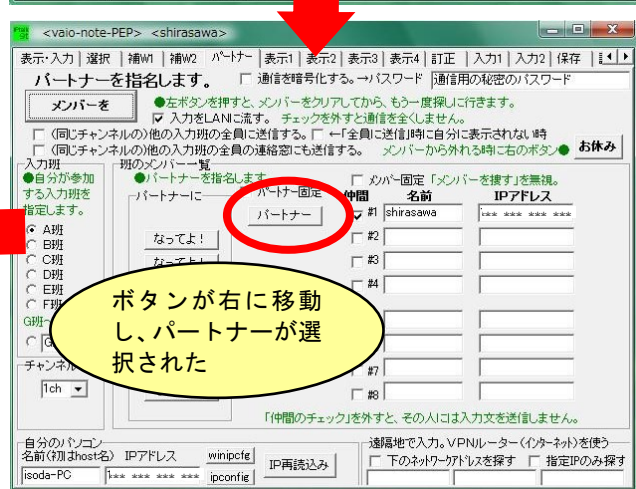 <vaio-note-PEP> <shirasawa>
表示・入力 選択 補W1 補W2 パートナー 表示1 表示2 表示3 表示4 訂正 入力1 入力2 保存
パートナーを指名します。 通信を暗号化する。→パスワード 通信用の秘密のパスワード
メンバーを ●左ボタンを押すと、メンバーをクリアしてから、もう一度探しに行きます。
入力をLANに流す。 チェックを外すと通信を全くしません。
(同じチャンネルの)他の入力班の全員に送信する。 ←「全員に送信」時に自分に表示されない時
(同じチャンネルの)他の入力班の全員の連絡窓にも送信する。 メンバーから外れる時に右のボタン● お休み
入力班 班のメンバー一覧
●自分が参加する入力班を指定します。
●パートナーを指名します
メンバー固定「メンバーを捜す」を無視。
パートナーに パートナー固定 仲間 名前 IPアドレス
パートナー #1 shirasawa *** *** *** ***
A班
B班
C班
D班
E班
F班
なってよ! #2
#3
#4
ボタンが右に移動
し、パートナーが選
択された
チャンネル
1ch
#7
#8
「仲間のチェック」を外すと、その人には入力文を送信しません。
自分のパソコン
名前(初はhost名) IPアドレス winipcfg IP再読込み
isoda-PC *** *** *** *** ipconfig
遠隔地で入力。VPNルーター(インターネット)を使う
下のネットワークアドレスを探す 指定IPのみ探す